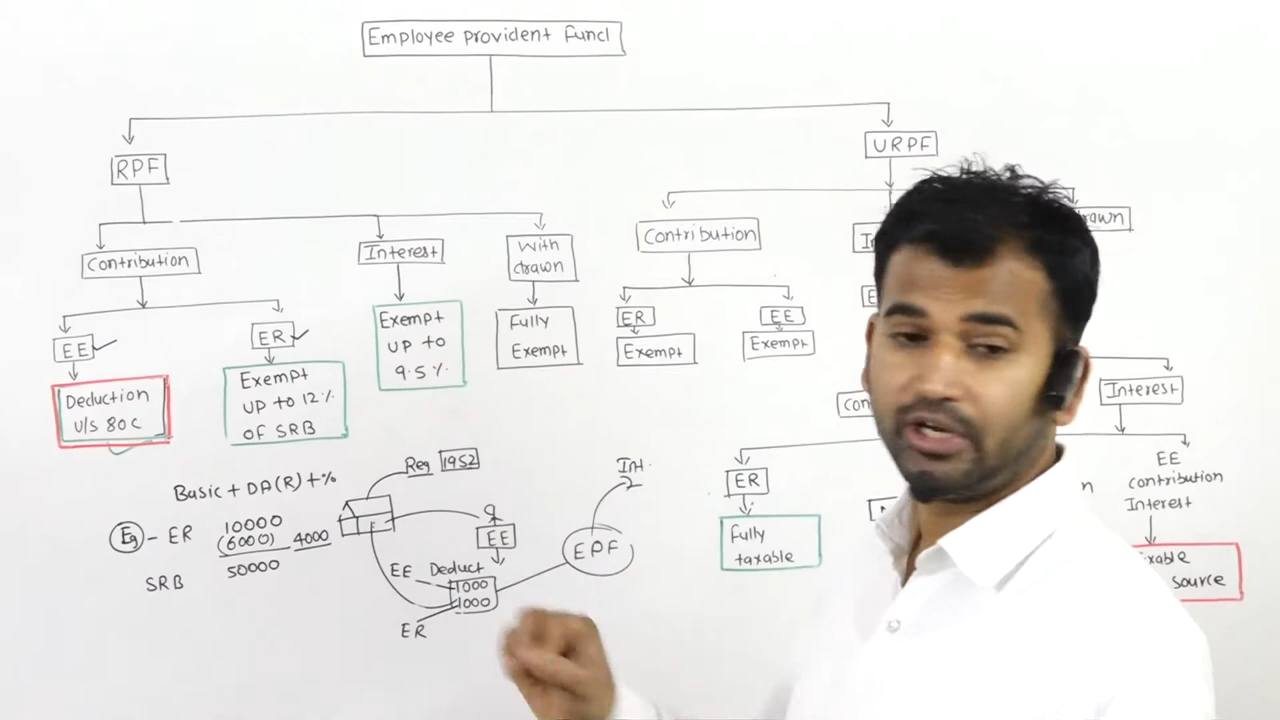 Employee provident Fund
RPF
URPF
Contribution
Interest
With
drawn
Contribution
EE
ER
Deduction
U/S 80C
Exempt
UP to 12%
OF SRB
Exempt
UP to
9.5%
Fully
Exempt
ER
Exempt
EE
Exempt
Interest
ER
Fully
taxable
EE
contribution
Interest
source
Basic + DA(R) + %
Reg 1952
Eg - ER 10000
(6000) 4000
SRB 50000
EE
EE Deduct
1000
1000
ER
EPF
Int.